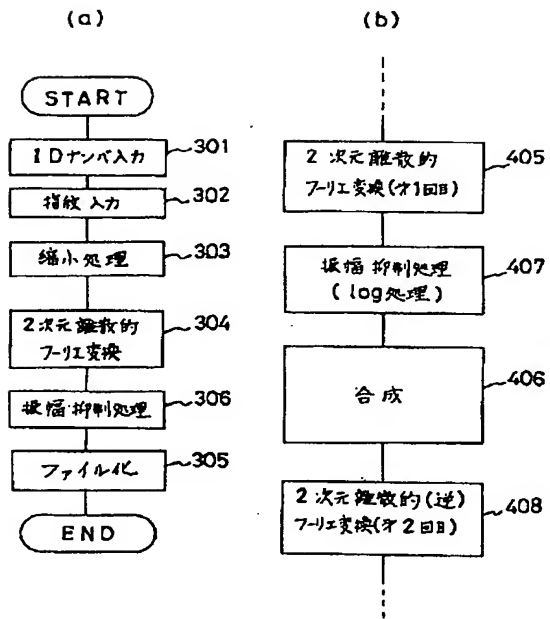 (a)
START
IDナンバ入力
301
指紋入力
302
縮小処理
303
2次元離散的
フーリエ変換
304
振幅抑制処理
306
ファイル化
305
END
(b)
2次元離散的
フーリエ変換(才1回目)
405
振幅抑制処理
(log処理)
407
合成
406
2次元離散的(逆)
フーリエ変換(才2回目)
408